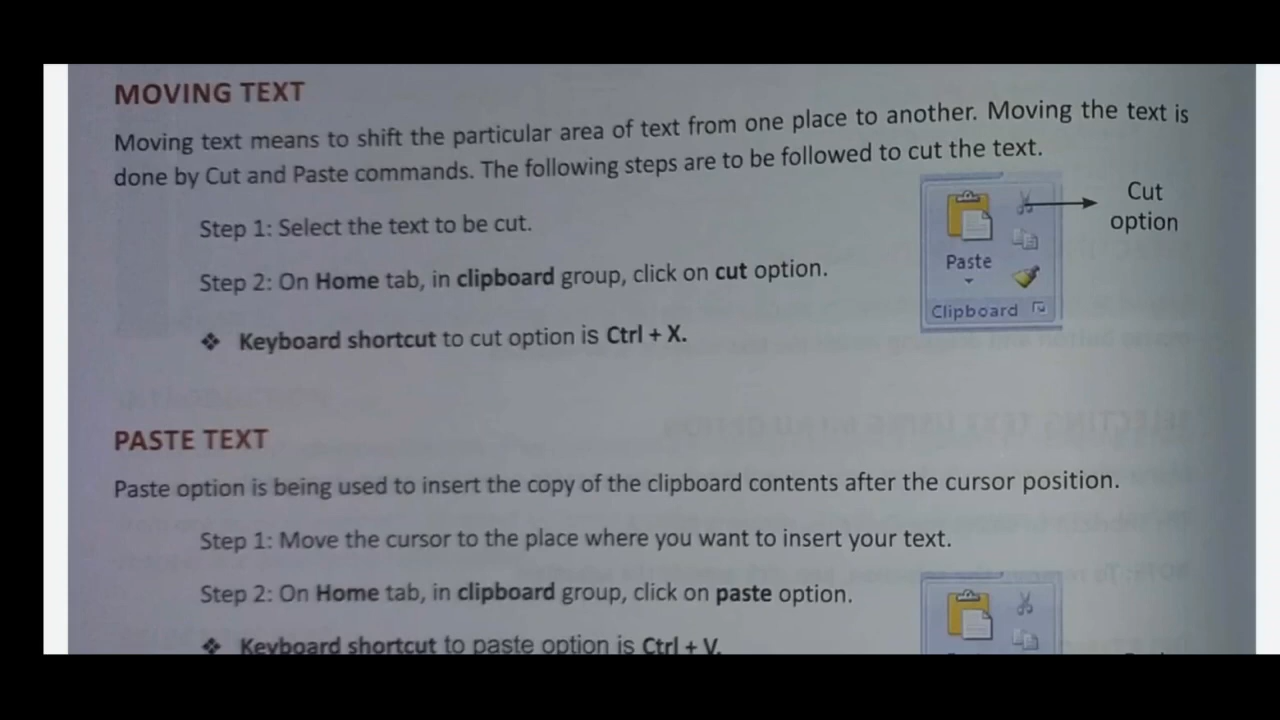 MOVING TEXT
Moving text means to shift the particular area of text from one place to another. Moving the text is
done by Cut and Paste commands. The following steps are to be followed to cut the text.
Step 1: Select the text to be cut.
Step 2: On Home tab, in clipboard group, click on cut option.
❖ Keyboard shortcut to cut option is Ctrl + X.
Paste
Clipboard
Cut
option
PASTE TEXT
Paste option is being used to insert the copy of the clipboard contents after the cursor position.
Step 1: Move the cursor to the place where you want to insert your text.
Step 2: On Home tab, in clipboard group, click on paste option.
❖ Keyboard shortcut to paste option is Ctrl + V.